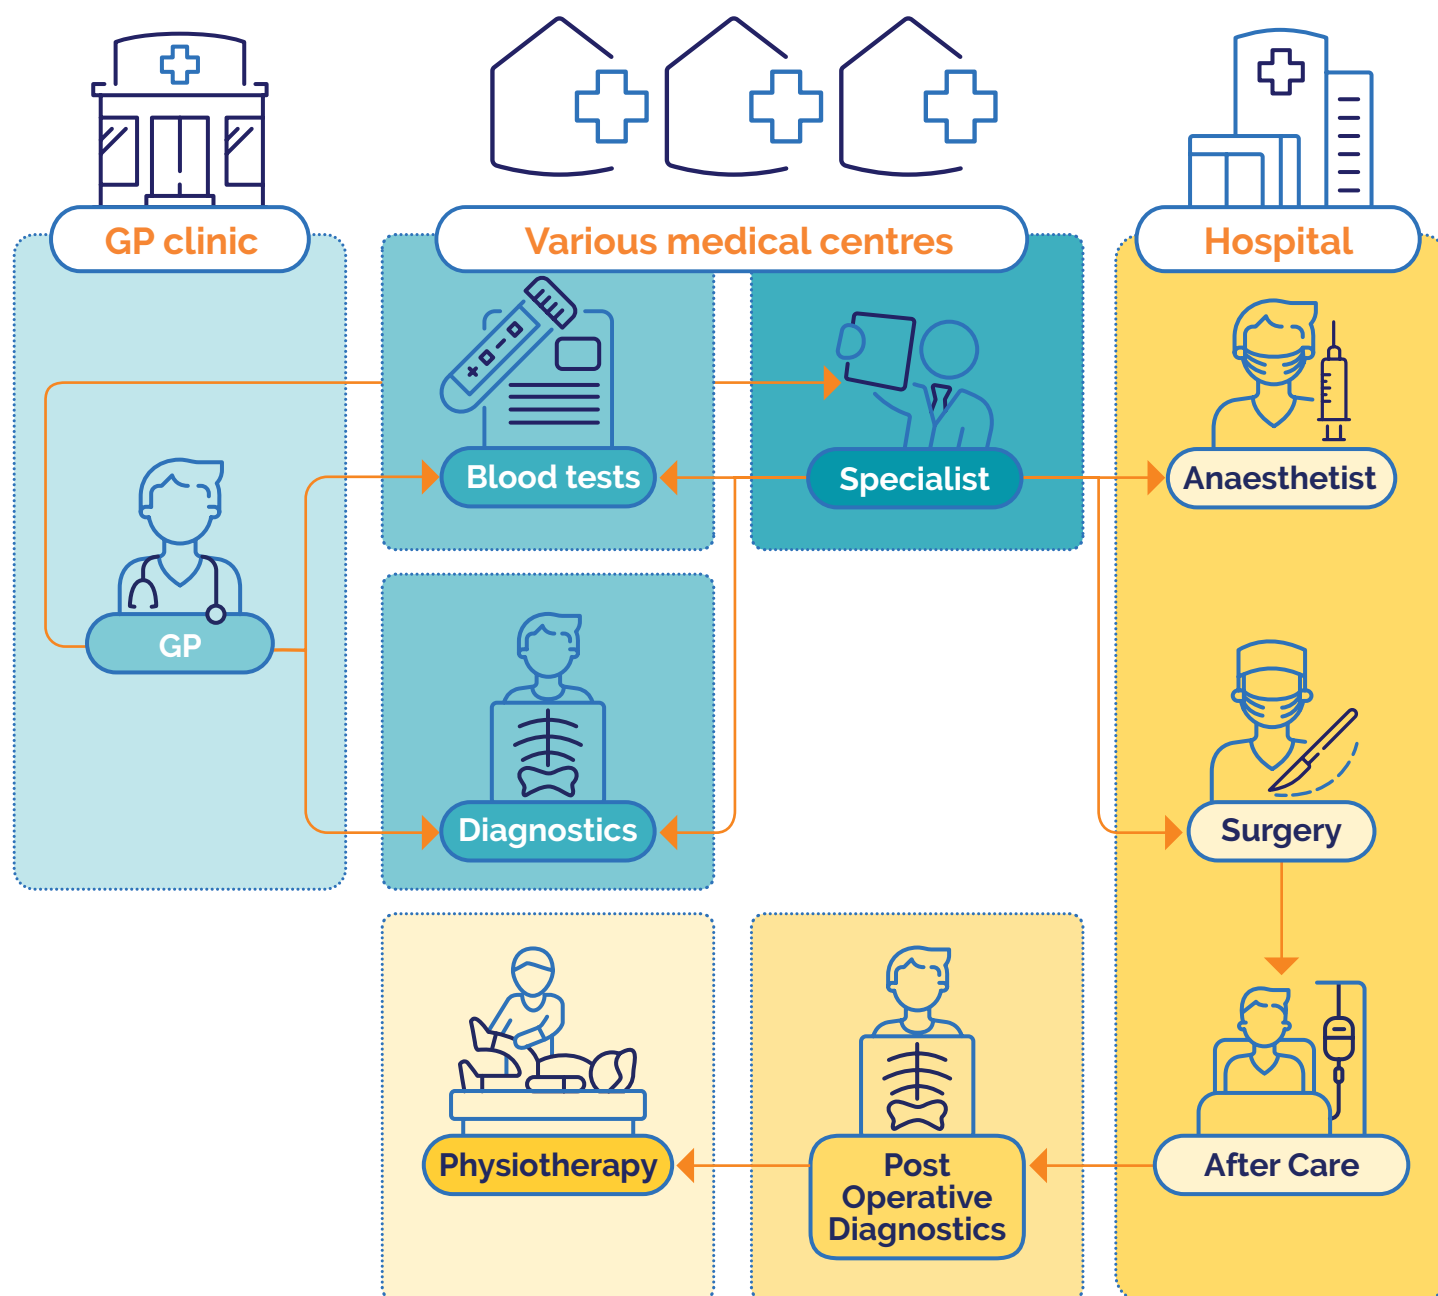 GP clinic
Various medical centres
Hospital
Blood tests
Specialist
Anaesthetist
GP
Diagnostics
Surgery
Physiotherapy
Post
Operative
Diagnostics
After Care